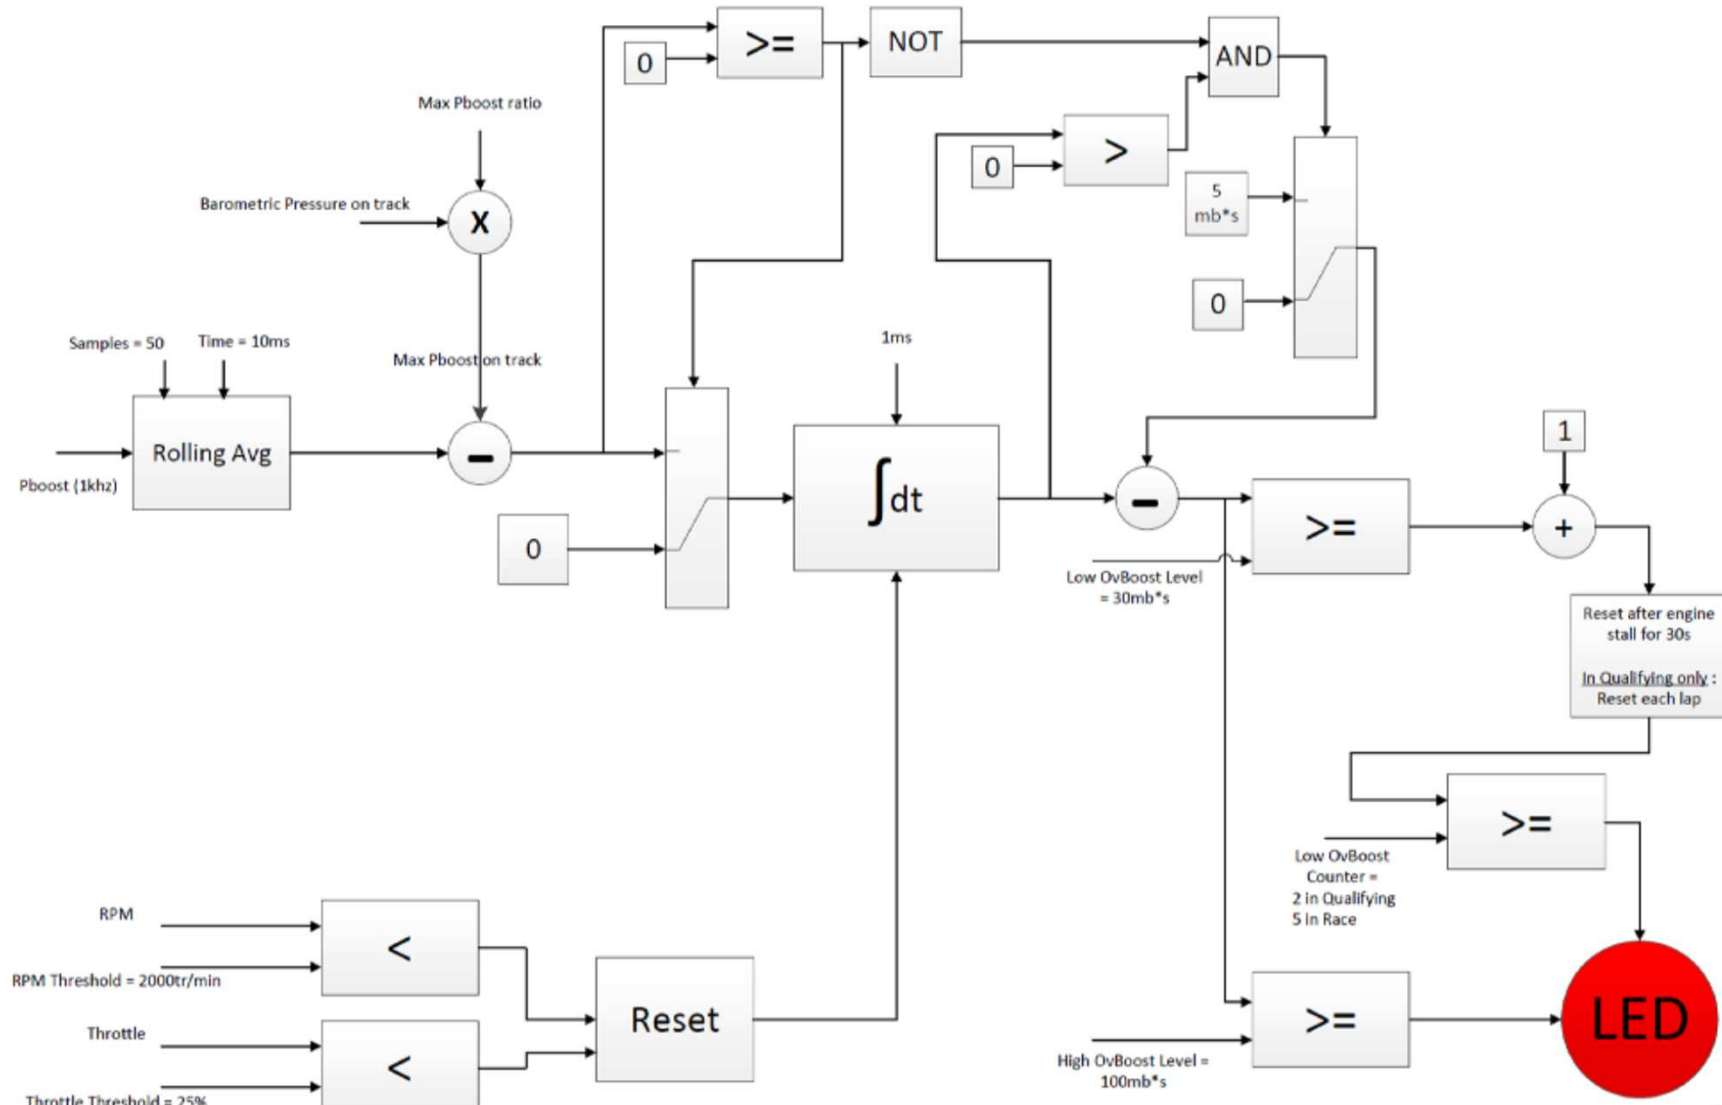 >=
NOT
AND
0
Max Pboost ratio
>
0
5
mb*s
Barometric Pressure on track
X
0
Samples = 50
Time = 10ms
1ms
Max Pboost on track
1
Rolling Avg
-
Pboost (1khz)
∫dt
-
>=
+
0
Low OvBoost Level
= 30mb*s
Reset after engine
stall for 30s
In Qualifying only :
Reset each lap
>=
Low OvBoost
Counter =
2 in Qualifying
5 in Race
RPM
<
RPM Threshold = 2000tr/min
Reset
>=
LED
Throttle
<
High OvBoost Level =
100mb*s
Throttle Threshold = 25%